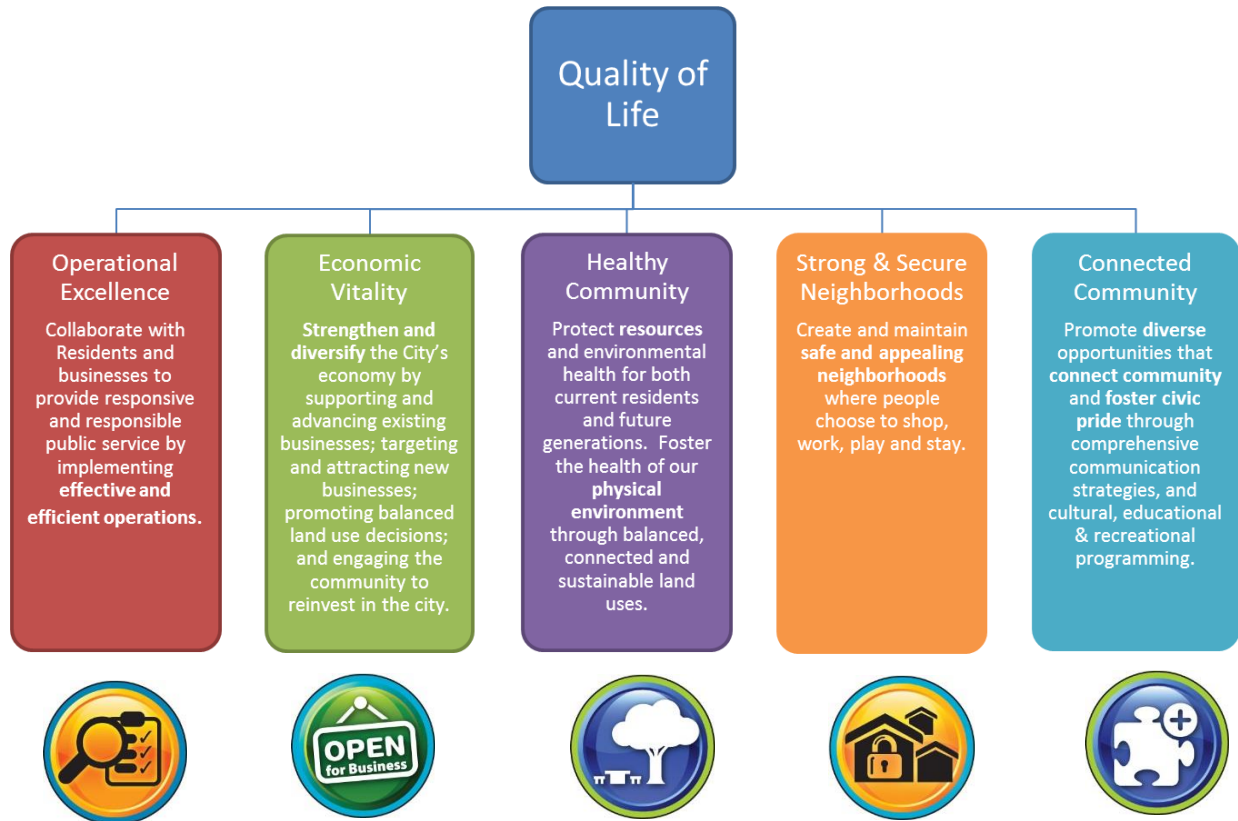 Quality of
Life
Operational
Excellence
Collaborate with
Residents and
businesses to
provide responsive
and responsible
public service by
implementing
effective and
efficient operations.
Economic
Vitality
Strengthen and
diversify the City’s
economy by
supporting and
advancing existing
businesses; targeting
and attracting new
businesses;
promoting balanced
land use decisions;
and engaging the
community to
reinvest in the city.
Healthy
Community
Protect resources
and environmental
health for both
current residents
and future
generations.  Foster
the health of our
physical
environment
through balanced,
connected and
sustainable land
uses.
Strong & Secure
Neighborhoods
Create and maintain
safe and appealing
neighborhoods
where people
choose to shop,
work, play and stay.
Connected
Community
Promote diverse
opportunities that
connect community
and foster civic
pride through
comprehensive
communication
strategies, and
cultural, educational
& recreational
programming.
OPEN
for Business